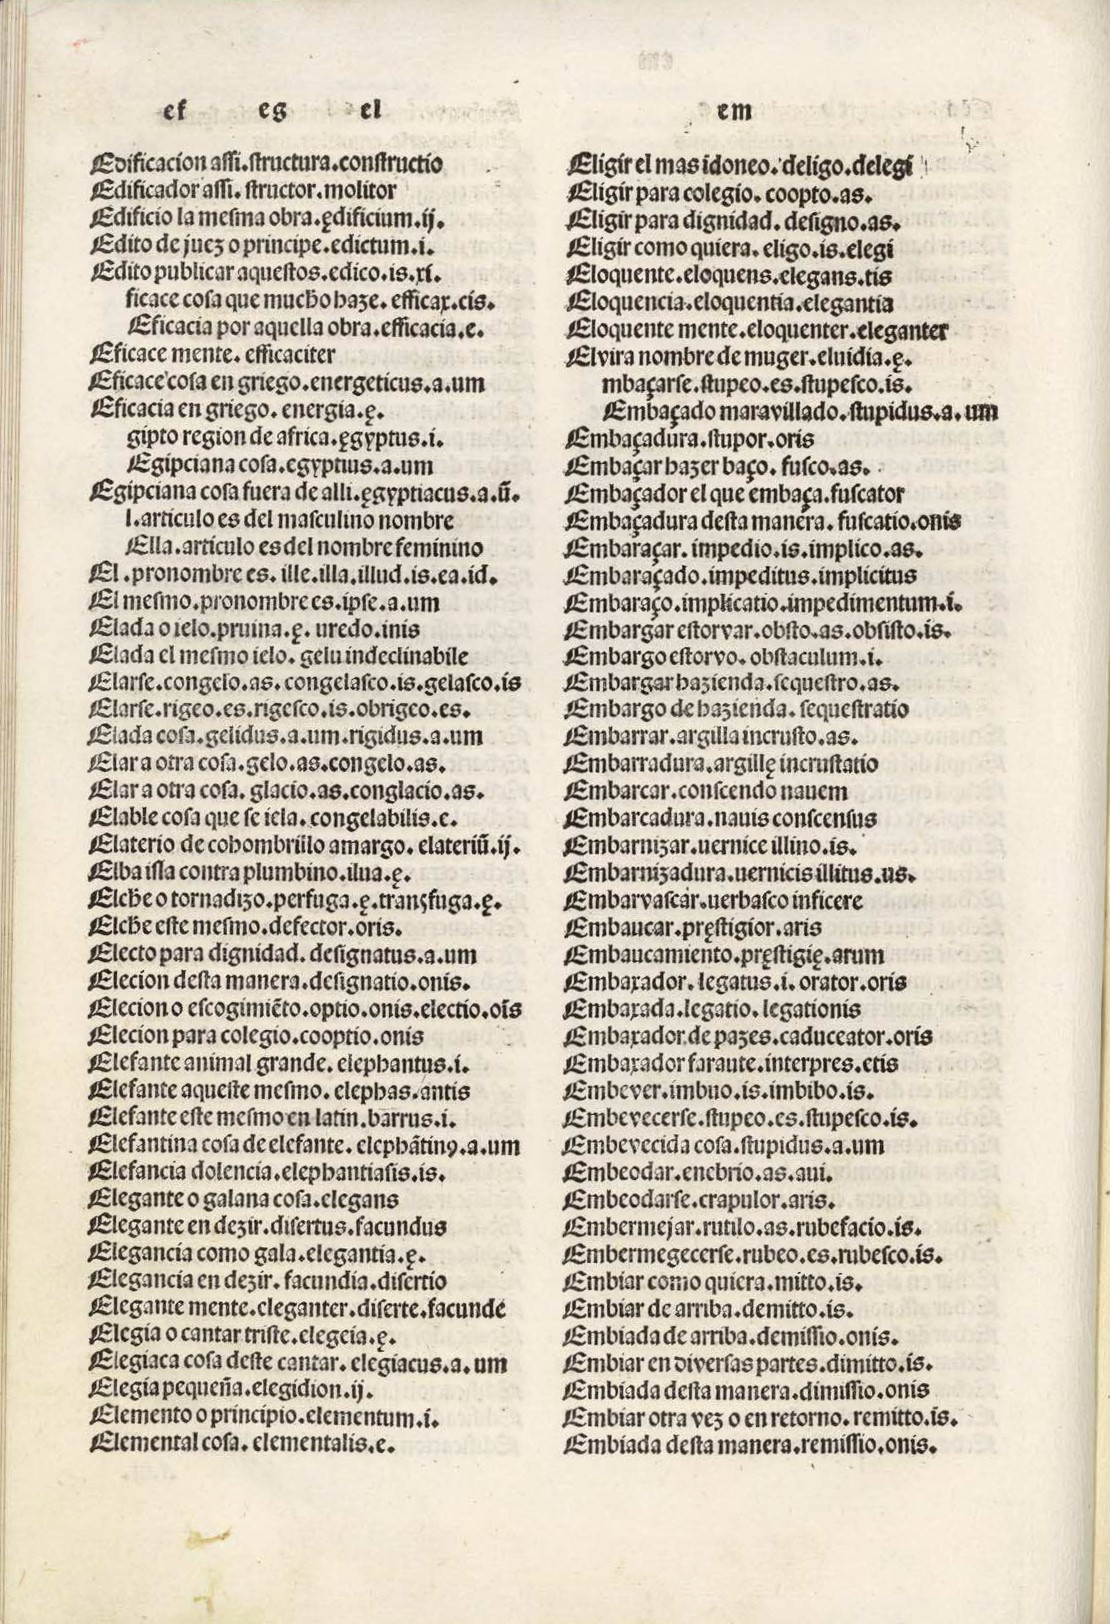 ef eg el
Edificacion assi.structura.constructio
Edificador assi.structor.molitor
Edificio la mesma obra.ędificium.ij.
Edito de juez o principe.edictum.i.
Edito publicar aquestos.edico.is.xi.
ficace cosa que mucho haze.efficax.cis.
Eficacia por aquella obra.efficacia.e.
Eficace mente.efficaciter
Eficace cosa en griego.energeticus.a.um
Eficacia en griego.energia.ę.
gipto region de africa.ęgyptus.i.
Egipciana cosa.egyptius.a.um
Egipciana cosa fuera de alli.ęgyptiacus.a.ū.
l.articulo es del masculino nombre
Ella.articulo es del nombre feminino
El.pronombre es.ille.illa.illud.is.ea.id.
El mesmo.pronombre es.ipse.a.um
Elada o ielo.pruina.ę.uredo.inis
Elada el mesmo ielo.gelu indeclinabile
Elarse.congelo.as.congelasco.is.gelasco.is
Elarse.rigeo.es.rigesco.is.obrigeo.es.
Elada cosa.gelidus.a.um.rigidus.a.um
Elar a otra cosa.gelo.as.congelo.as.
Elar a otra cosa.glacio.as.conglacio.as.
Elable cosa que se iela.congelabilis.e.
Elaterio de cohombrillo amargo.elateriū.ij.
Elba isla contra plumbino.ilua.ę.
Elche o tornadizo.perfuga.ę.transfuga.ę.
Elche este mesmo.defector.oris.
Electo para dignidad.designatus.a.um
Elecion desta manera.designatio.onis.
Elecion o escogimiēto.optio.onis.electio.oīs
Elecion para colegio.cooptio.onis
Elefante animal grande.elephantus.i.
Elefante aqueste mesmo.elephas.antis
Elefante este mesmo en latin.barrus.i.
Elefantina cosa de elefante.elephātinꝰ.a.um
Elefancia dolencia.elephantiasis.is.
Elegante o galana cosa.elegans
Elegante en dezir.disertus.facundus
Elegancia como gala.elegantia.ę.
Elegancia en dezir.facundia.disertio
Elegante mente.eleganter.diserte.facunde
Elegia o cantar triste.elegeia.ę.
Elegiaca cosa deste cantar.elegiacus.a.um
Elegia pequeña.elegidion.ij.
Elemento o principio.elementum.i.
Elemental cosa.elementalis.e.
em
Eligir el mas idoneo.deligo.delegi
Eligir para colegio.coopto.as.
Eligir para dignidad.designo.as.
Eligir como quiera.eligo.is.elegi
Eloquente.eloquens.elegans.tis
Eloquencia.eloquentia.elegantia
Eloquente mente.eloquenter.eleganter
Elvira nombre de muger.eluidia.ę.
mbaçarse.stupeo.es.stupesco.is.
Embaçado maravillado.stupidus.a.um
Embaçadura.stupor.oris
Embaçar hazer baço.fusco.as.
Embaçador el que embaça.fuscator
Embaçadura desta manera.fuscatio.onis
Embaraçar.impedio.is.implico.as.
Embaraçado.impeditus.implicitus
Embaraço.implicatio.impedimentum.i.
Embargar estorvar.obsto.as.obsisto.is.
Embargo estorvo.obstaculum.i.
Embargar hazienda.sequestro.as.
Embargo de hazienda.sequestratio
Embarrar.argilla incrusto.as.
Embarradura.argillę incrustatio
Embarcar.conscendo nauem
Embarcadura.nauis conscensus
Embarnizar.uernice illino.is.
Embarnizadura.uernicis illitus.us.
Embarvascar.uerbasco inficere
Embaucar.pręstigior.aris
Embaucamiento.pręstigię.arum
Embaxador.legatus.i.orator.oris
Embaxada.legatio.legationis
Embaxador de pazes.caduceator.oris
Embaxador faraute.interpres.etis
Embever.imbuo.is.imbibo.is.
Embevecerse.stupeo.es.stupesco.is.
Embevecida cosa.stupidus.a.um
Embeodar.enebrio.as.aui.
Embeodarse.crapulor.aris.
Embermejar.rutilo.as.rubefacio.is.
Embermegecerse.rubeo.es.rubesco.is.
Embiar como quiera.mitto.is.
Embiar de arriba.demitto.is.
Embiada de arriba.demissio.onis.
Embiar en diversas partes.dimitto.is.
Embiada desta manera.dimissio.onis
Embiar otra vez o en retorno.remitto.is.
Embiada desta manera.remissio.onis.